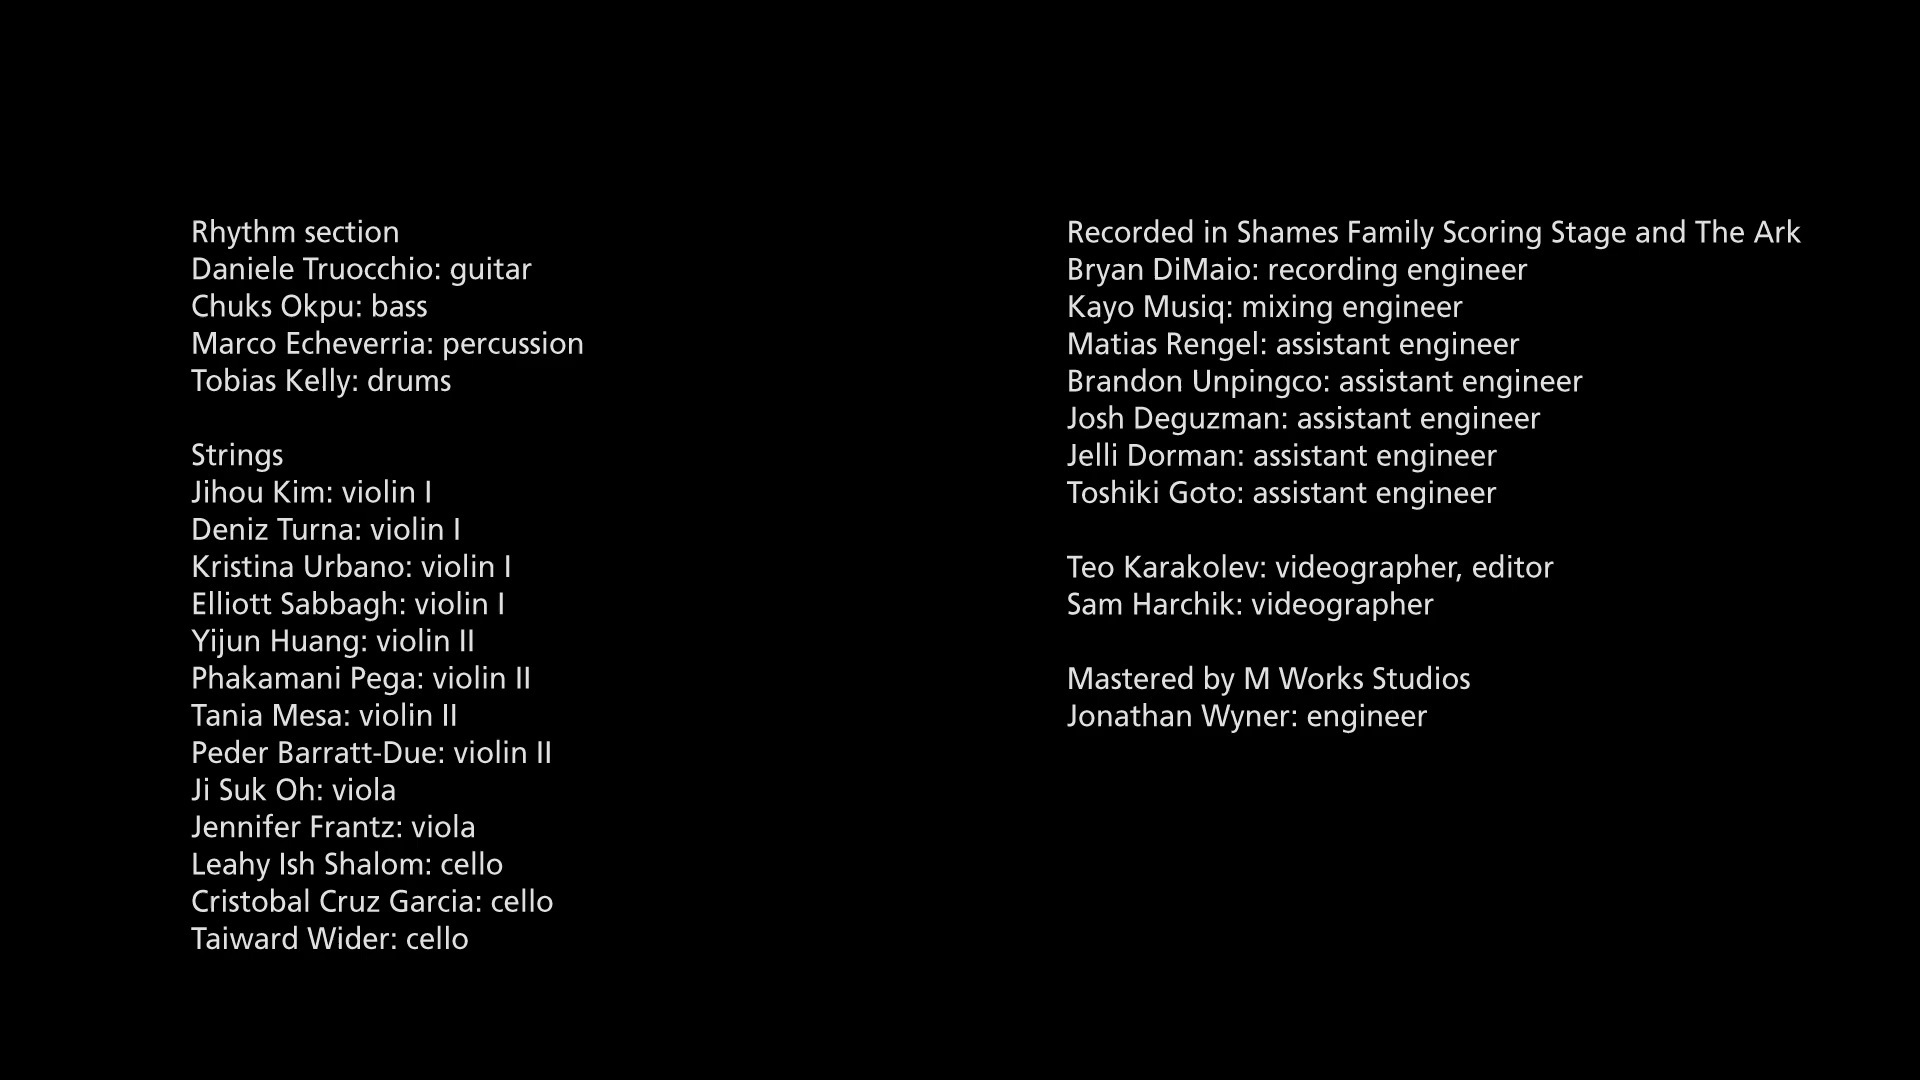 Rhythm section
Daniele Truocchio: guitar
Chuks Okpu: bass
Marco Echeverria: percussion
Tobias Kelly: drums
Strings
Jihou Kim: violin I
Deniz Turna: violin I
Kristina Urbano: violin I
Elliott Sabbagh: violin I
Yijun Huang: violin II
Phakamani Pega: violin II
Tania Mesa: violin II
Peder Barratt-Due: violin II
Ji Suk Oh: viola
Jennifer Frantz: viola
Leahy Ish Shalom: cello
Cristobal Cruz Garcia: cello
Taiward Wider: cello
Recorded in Shames Family Scoring Stage and The Ark
Bryan DiMaio: recording engineer
Kayo Musiq: mixing engineer
Matias Rengel: assistant engineer
Brandon Unpingco: assistant engineer
Josh Deguzman: assistant engineer
Jelli Dorman: assistant engineer
Toshiki Goto: assistant engineer
Teo Karakolev: videographer, editor
Sam Harchik: videographer
Mastered by M Works Studios
Jonathan Wyner: engineer